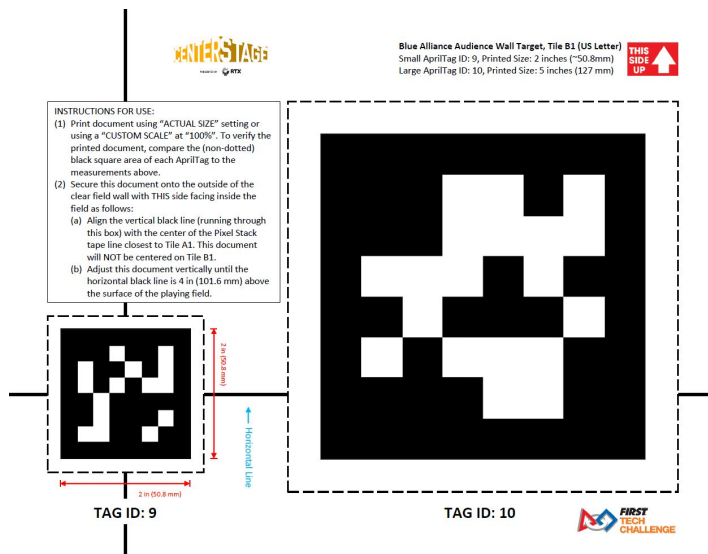 CENTERSTAGE
PRESENTED BY RTX
Blue Alliance Audience Wall Target, Tile B1 (US Letter)
Small AprilTag ID: 9, Printed Size: 2 inches (~50.8mm)
Large AprilTag ID: 10, Printed Size: 5 inches (127 mm)
THIS
SIDE
UP
INSTRUCTIONS FOR USE:
(1) Print document using “ACTUAL SIZE” setting or
using a “CUSTOM SCALE” at “100%”. To verify the
printed document, compare the (non-dotted)
black square area of each AprilTag to the
measurements above.
(2) Secure this document onto the outside of the
clear field wall with THIS side facing inside the
field as follows:
(a) Align the vertical black line (running through
this box) with the center of the Pixel Stack
tape line closest to Tile A1. This document
will NOT be centered on Tile B1.
(b) Adjust this document vertically until the
horizontal black line is 4 in (101.6 mm) above
the surface of the playing field.
2 in (50.8 mm)
Horizontal Line
2 in (50.8 mm)
TAG ID: 9
TAG ID: 10
FIRST
TECH
CHALLENGE